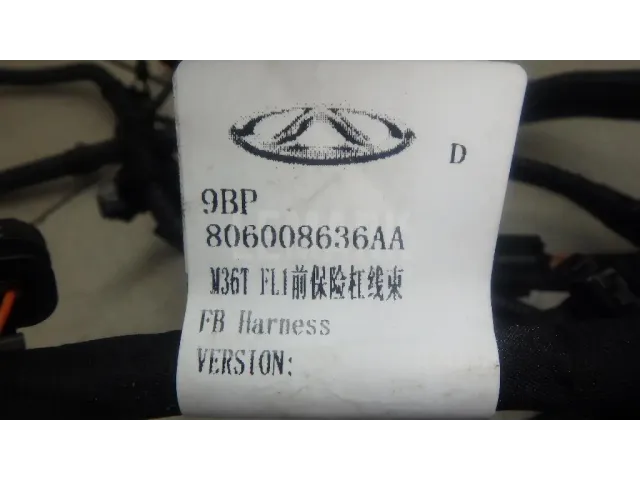 D
9BP
806008636AA
M36T FL1前保险杠线束
FB Harness
VERSION: